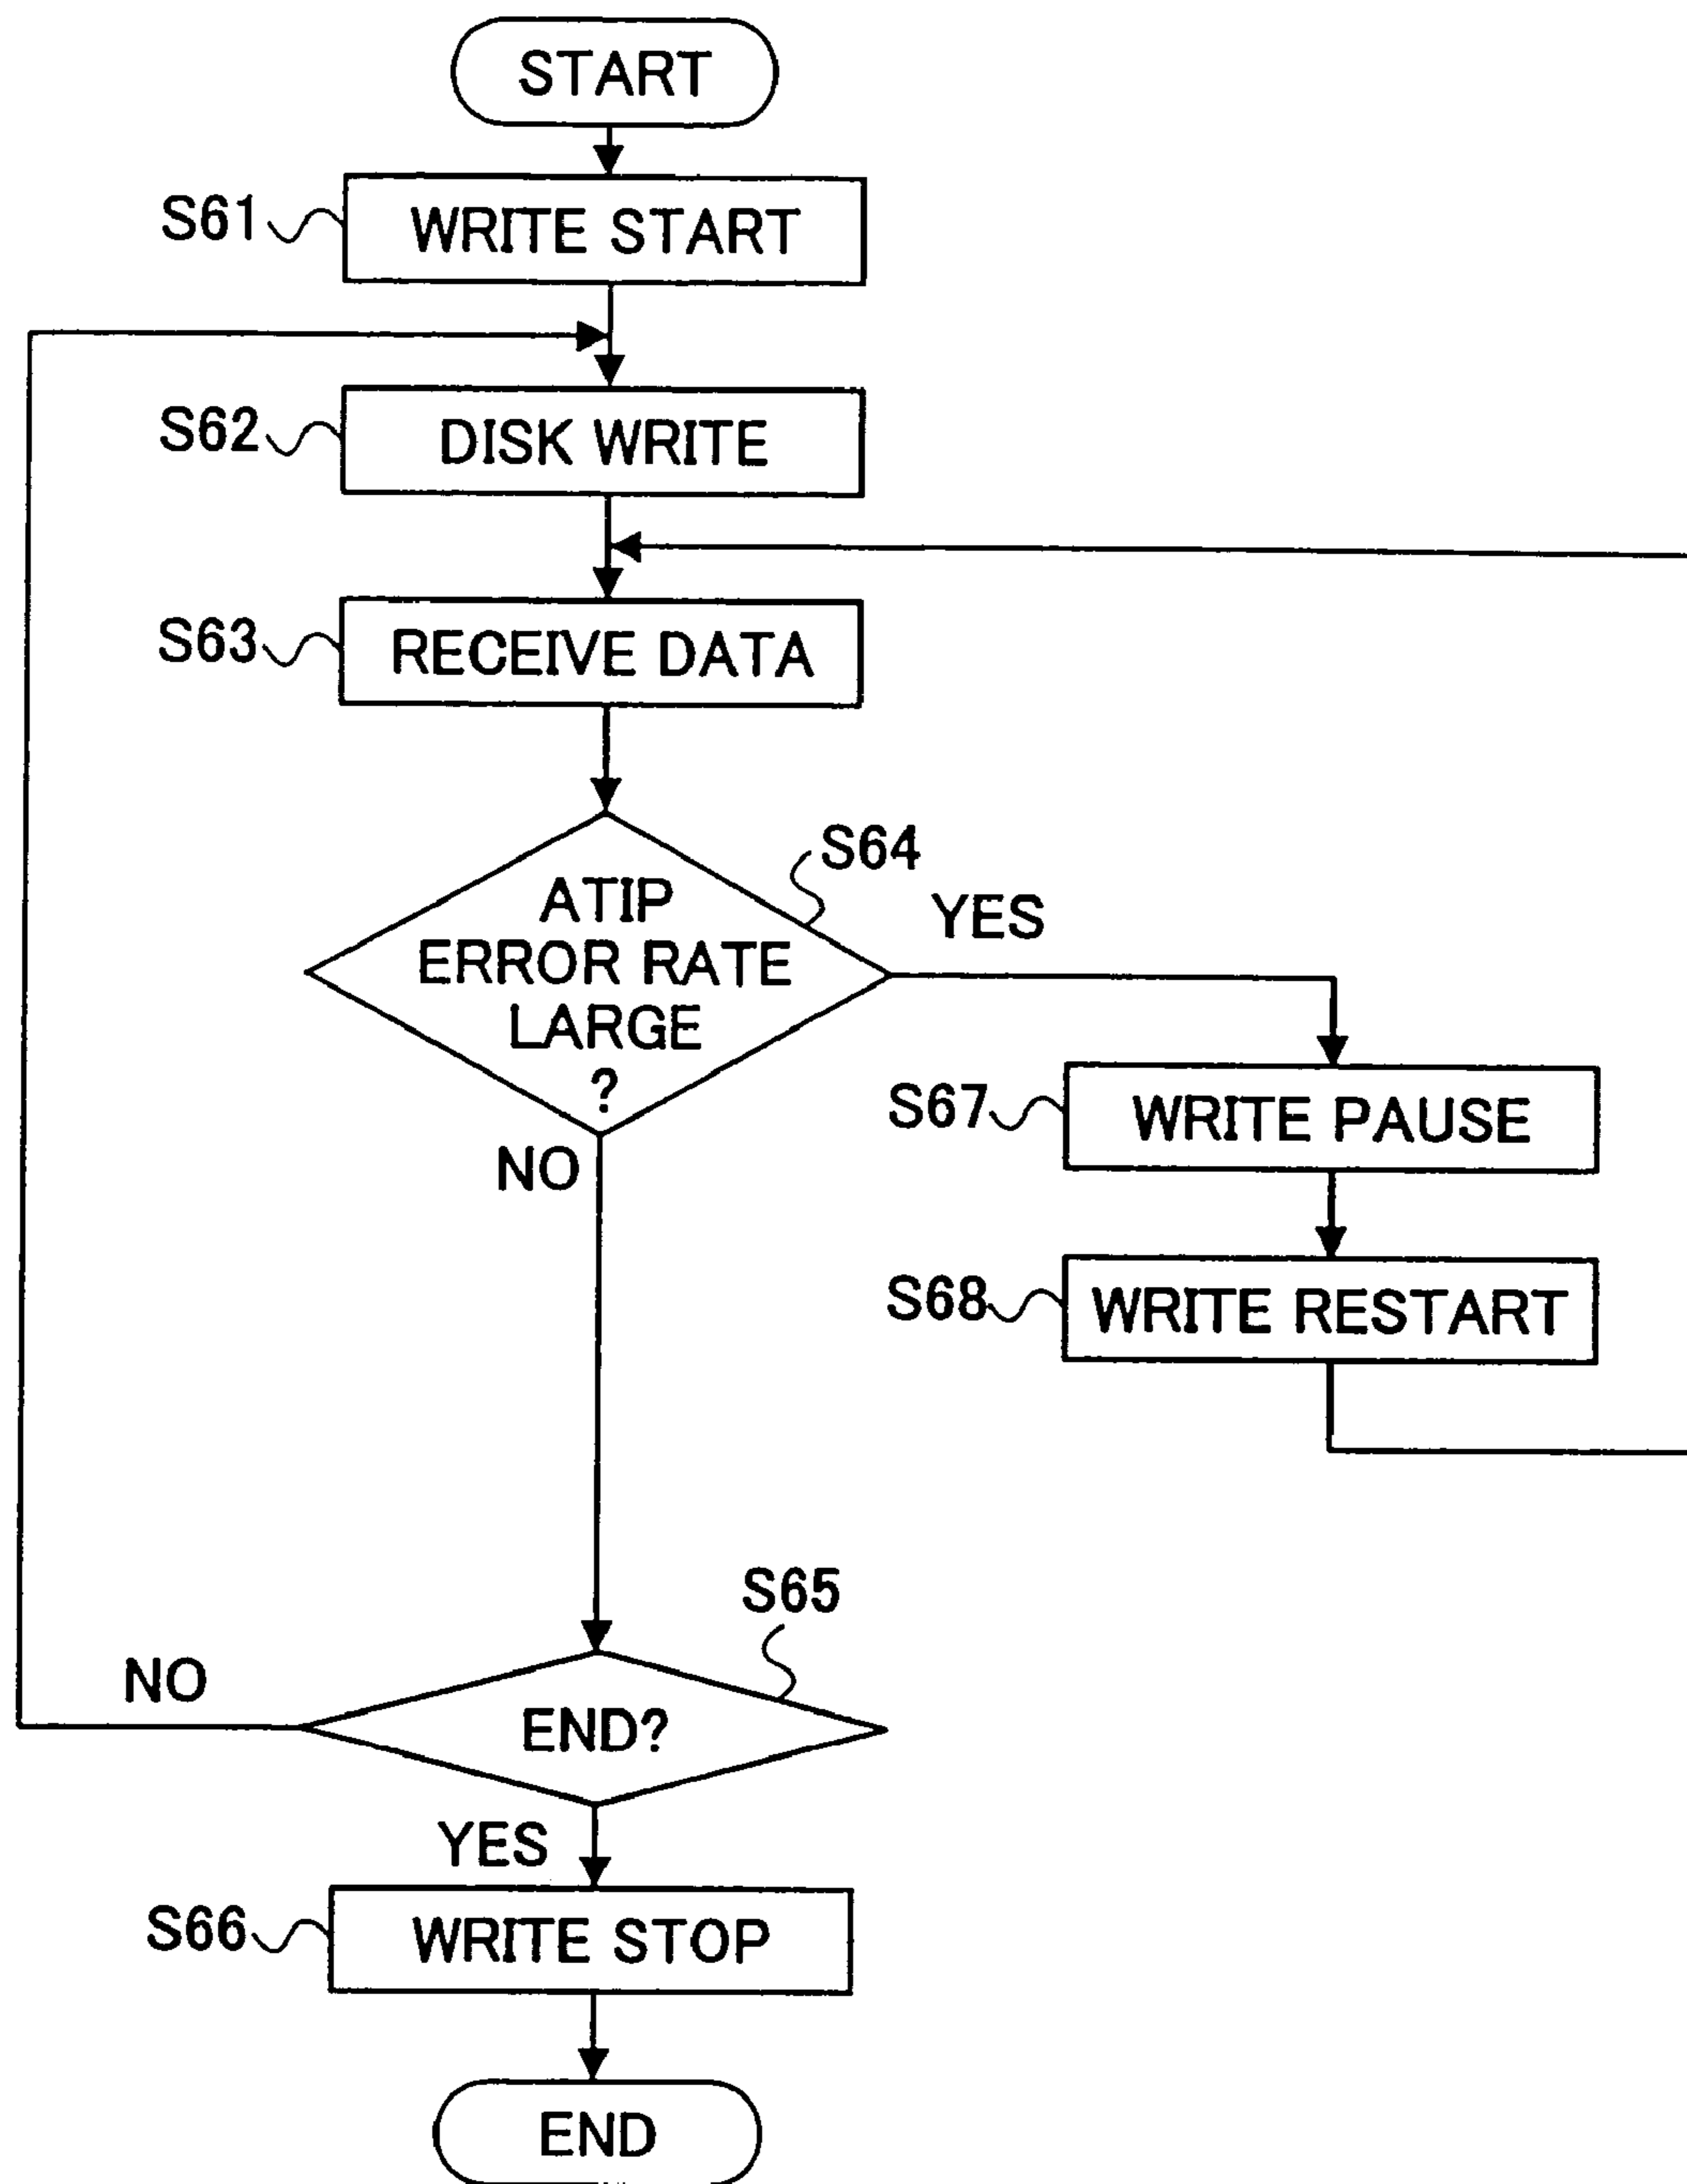 START
S61
WRITE START
S62
DISK WRITE
S63
RECEIVE DATA
S64
ATIP
ERROR RATE
LARGE
?
YES
NO
S67
WRITE PAUSE
S68
WRITE RESTART
S65
END?
NO
YES
S66
WRITE STOP
END